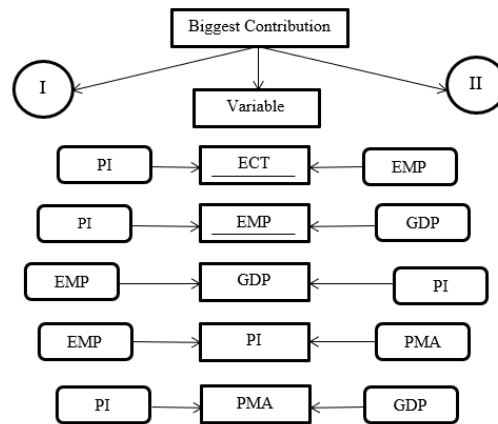 Biggest Contribution
I
II
Variable
PI
ECT
EMP
PI
EMP
GDP
EMP
GDP
PI
EMP
PI
PMA
PI
PMA
GDP